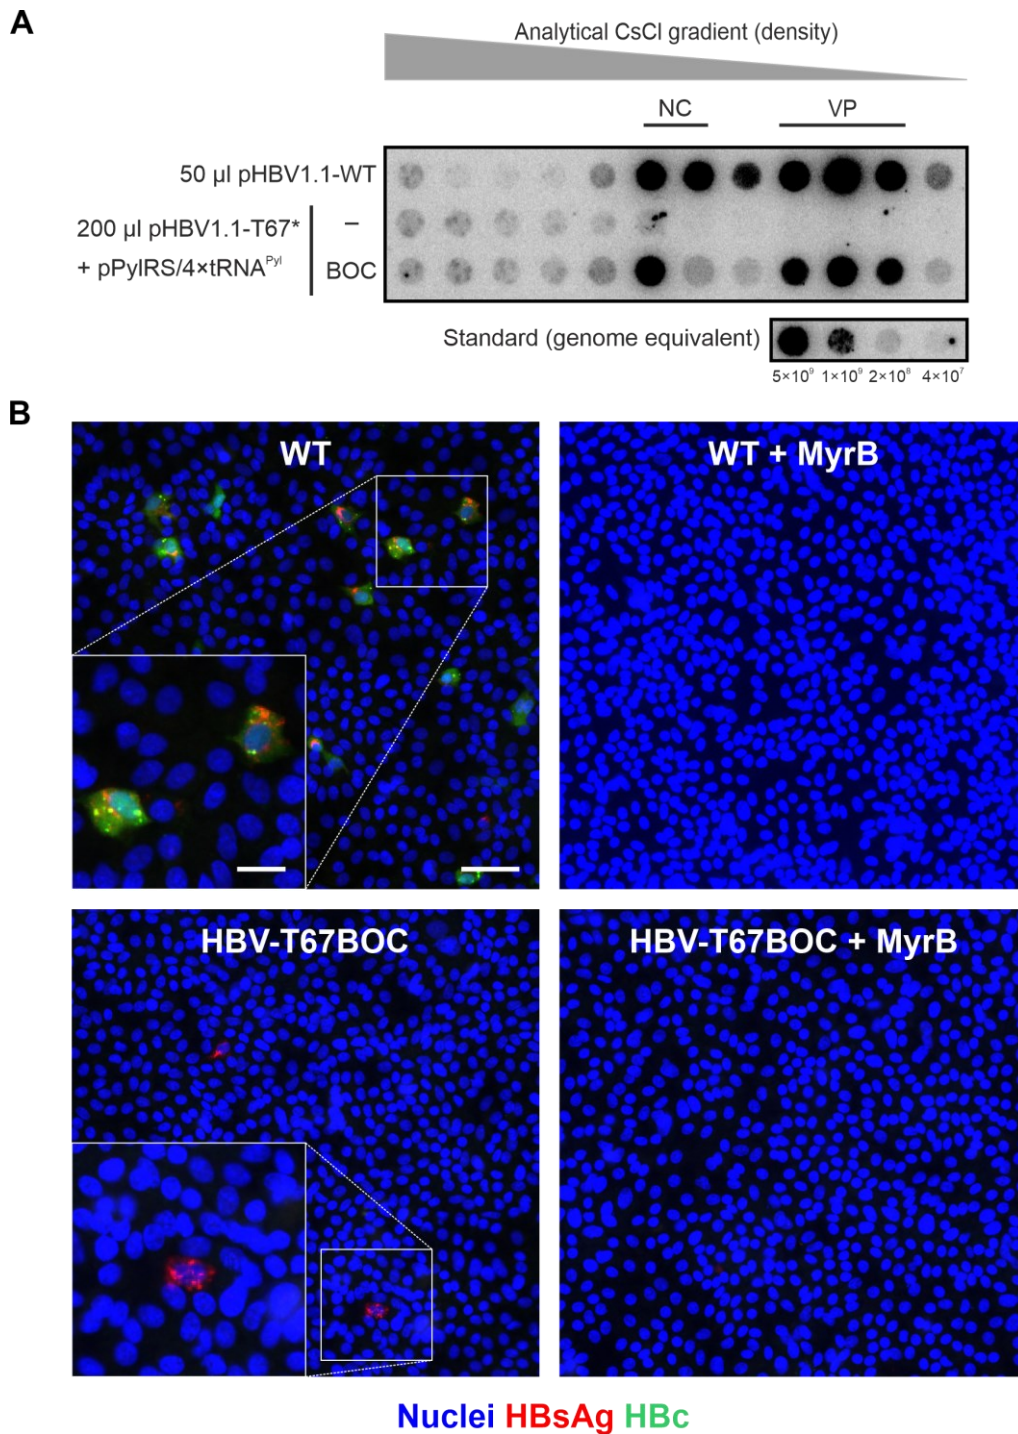 A
Analytical CsCl gradient (density)
NC VP
50 µl pHBV1.1-WT
200 µl pHBV1.1-T67*
+ pPylRS/4×tRNAᴾʸˡ
–
BOC
Standard (genome equivalent)
5×10⁹ 1×10⁹ 2×10⁸ 4×10⁷
B
WT
WT + MyrB
HBV-T67BOC
HBV-T67BOC + MyrB
Nuclei HBsAg HBc